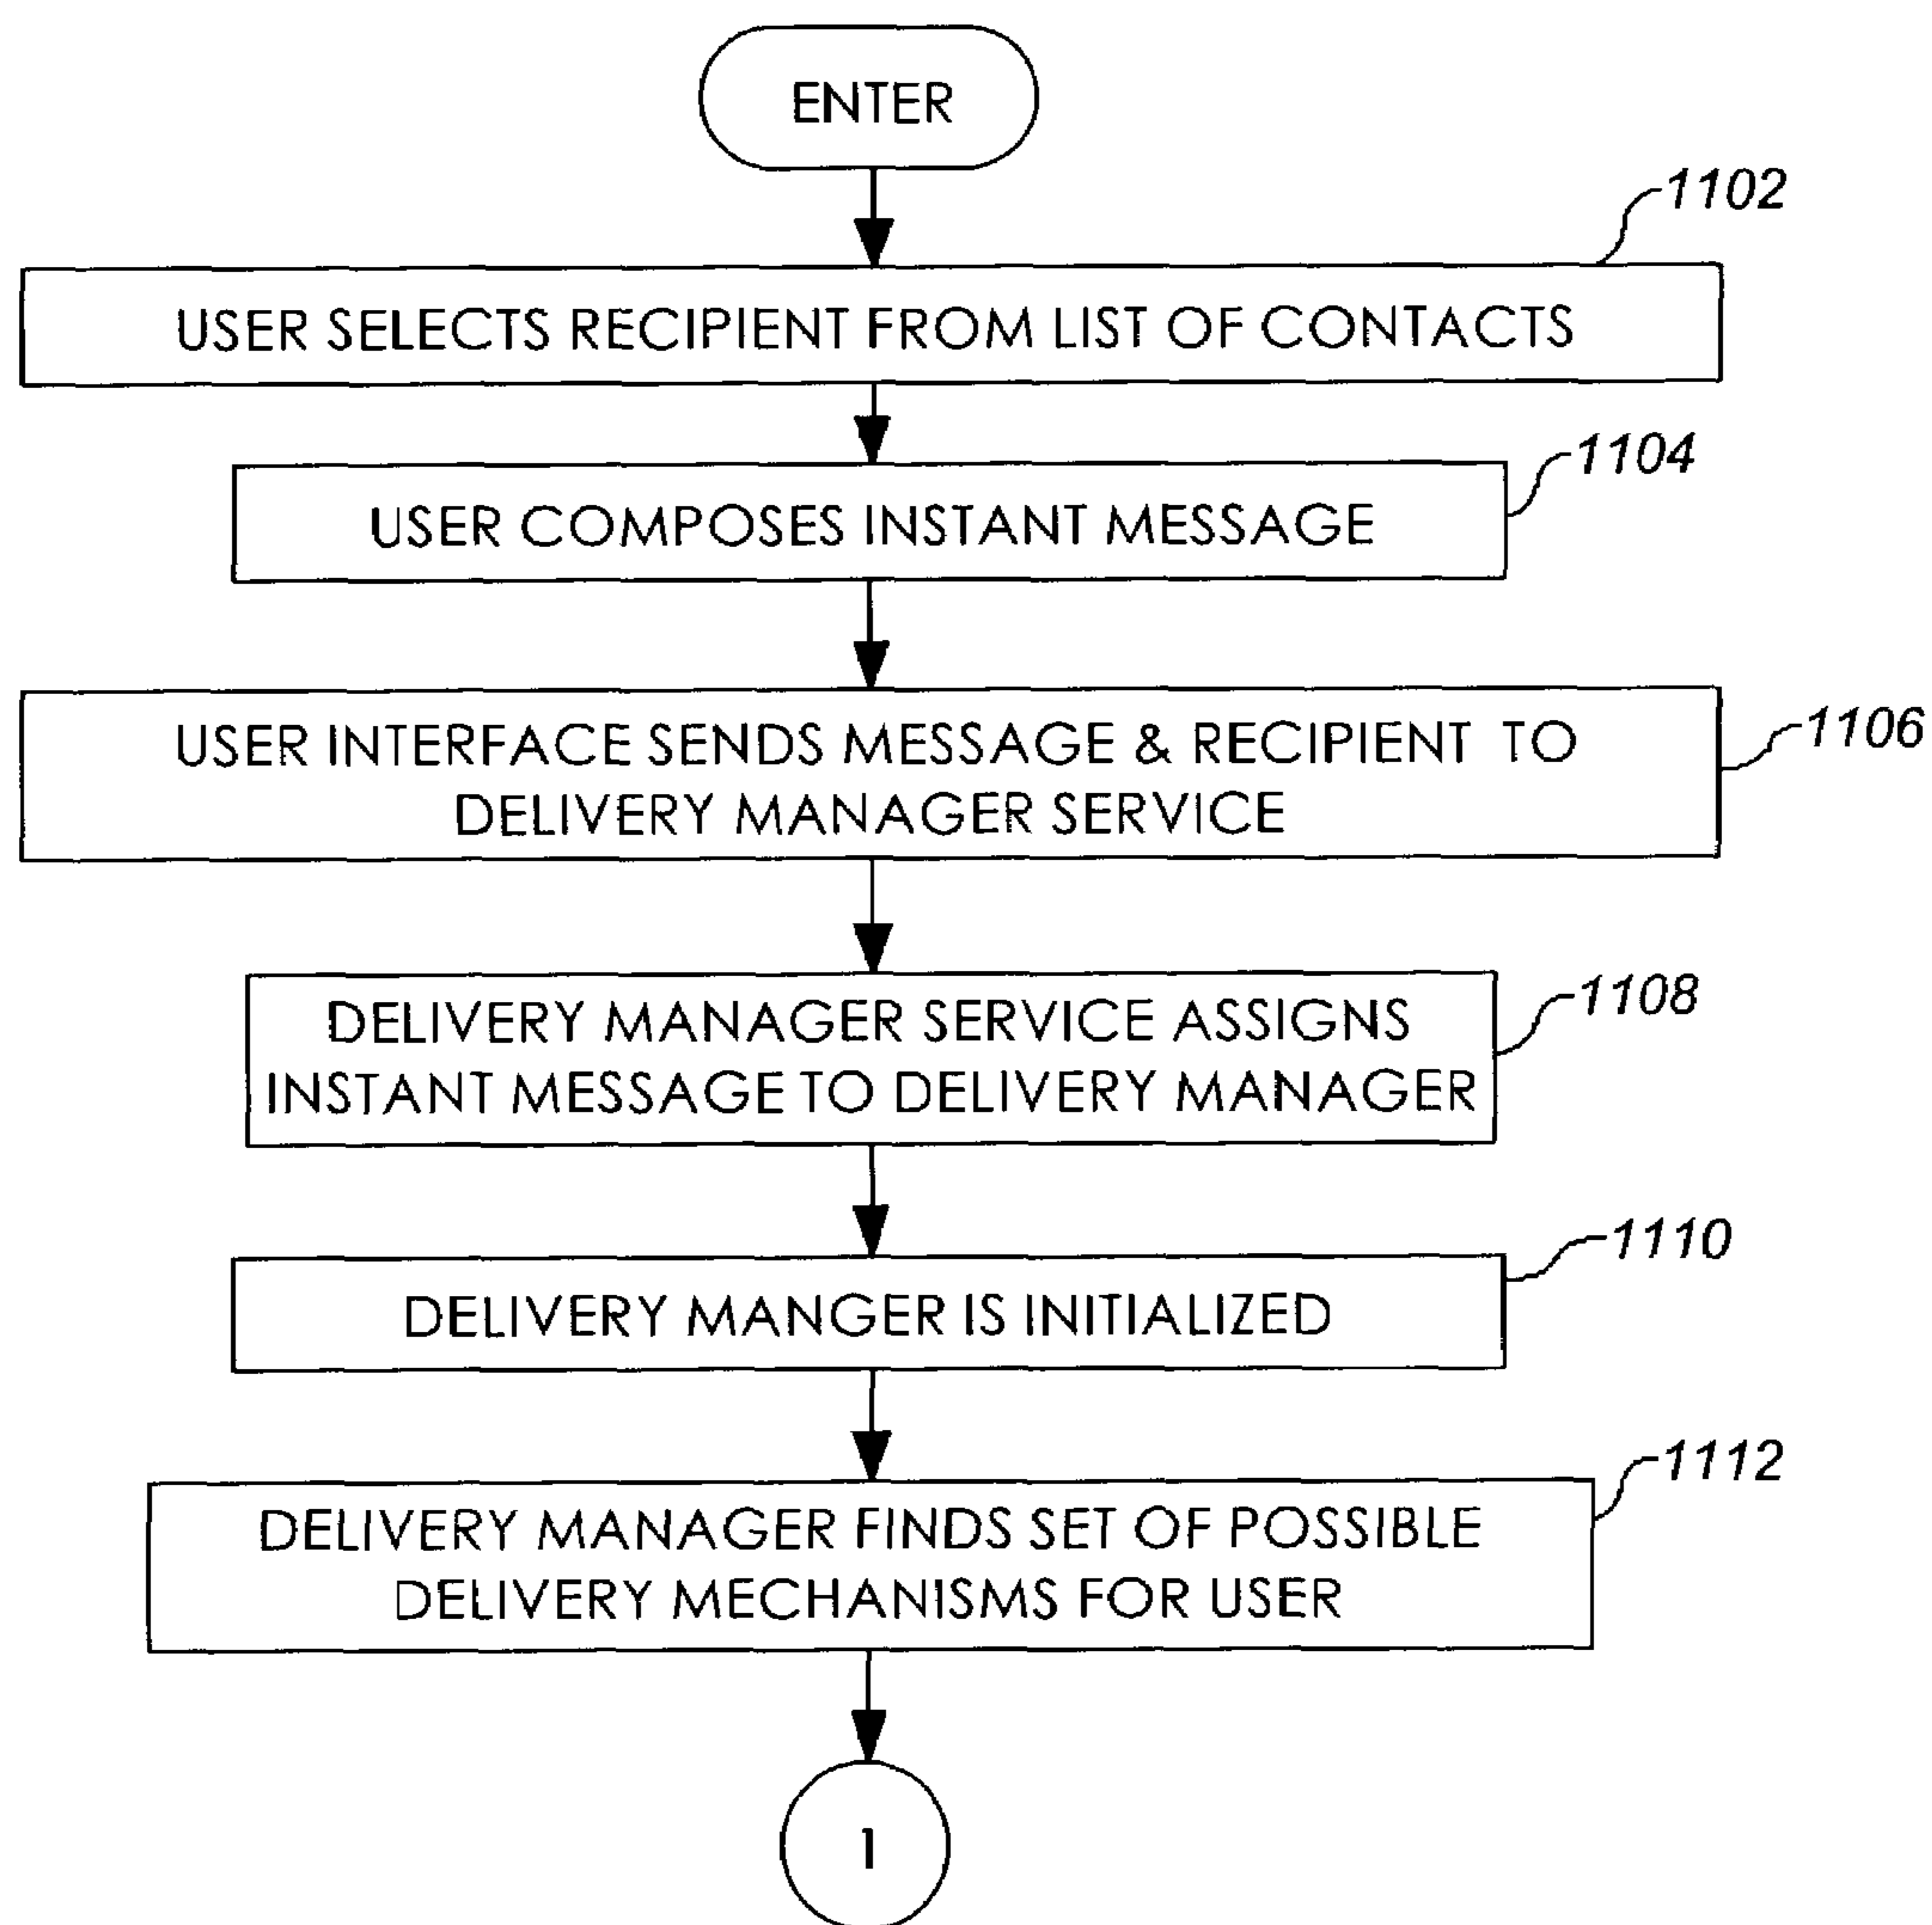 ENTER
1102
USER SELECTS RECIPIENT FROM LIST OF CONTACTS
1104
USER COMPOSES INSTANT MESSAGE
1106
USER INTERFACE SENDS MESSAGE & RECIPIENT TO
DELIVERY MANAGER SERVICE
1108
DELIVERY MANAGER SERVICE ASSIGNS
INSTANT MESSAGE TO DELIVERY MANAGER
1110
DELIVERY MANGER IS INITIALIZED
1112
DELIVERY MANAGER FINDS SET OF POSSIBLE
DELIVERY MECHANISMS FOR USER
1